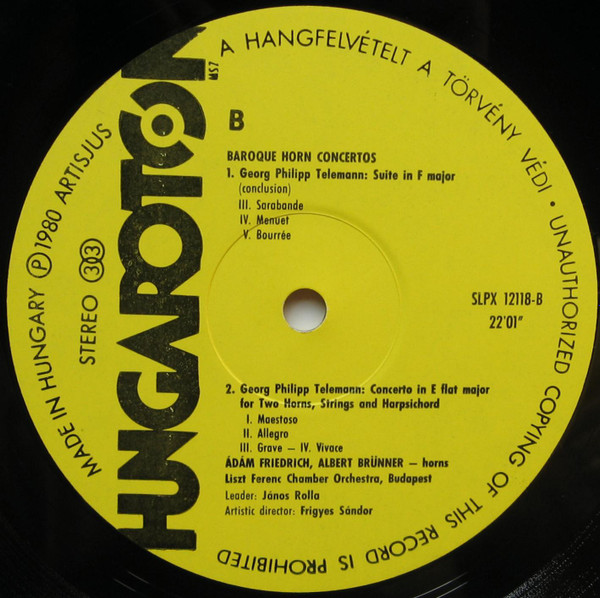 HUNGAROTON
MSZ
A HANGFELVÉTELT A TÖRVÉNY VÉDI • UNAUTHORIZED COPYING OF THIS RECORD IS PROHIBITED
MADE IN HUNGARY Ⓟ 1980 ARTISJUS
STEREO 33
B
BAROQUE HORN CONCERTOS
1. Georg Philipp Telemann: Suite in F major
(conclusion)
III. Sarabande
IV. Menuet
V. Bourrée
SLPX 12118-B
22'01"
2. Georg Philipp Telemann: Concerto in E flat major
for Two Horns, Strings and Harpsichord
I. Maestoso
II. Allegro
III. Grave – IV. Vivace
ÁDÁM FRIEDRICH, ALBERT BRÜNNER – horns
Liszt Ferenc Chamber Orchestra, Budapest
Leader: János Rolla
Artistic director: Frigyes Sándor